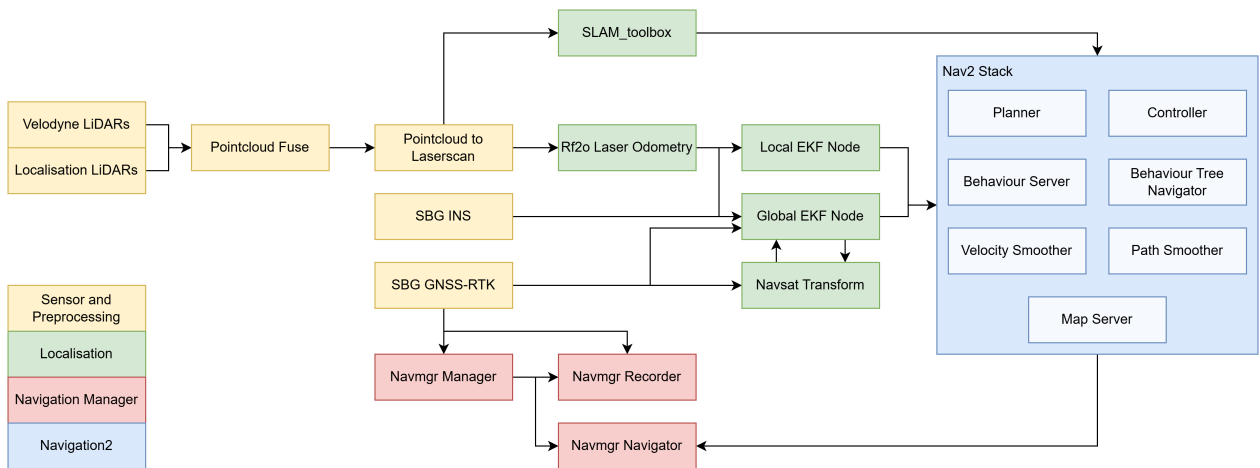 SLAM_toolbox
Nav2 Stack
Planner
Controller
Velodyne LiDARs
Localisation LiDARs
Pointcloud Fuse
Pointcloud to
Laserscan
Rf2o Laser Odometry
Local EKF Node
Behaviour Server
Behaviour Tree
Navigator
SBG INS
Global EKF Node
Velocity Smoother
Path Smoother
SBG GNSS-RTK
Navsat Transform
Map Server
Sensor and
Preprocessing
Localisation
Navigation Manager
Navigation2
Navmgr Manager
Navmgr Recorder
Navmgr Navigator